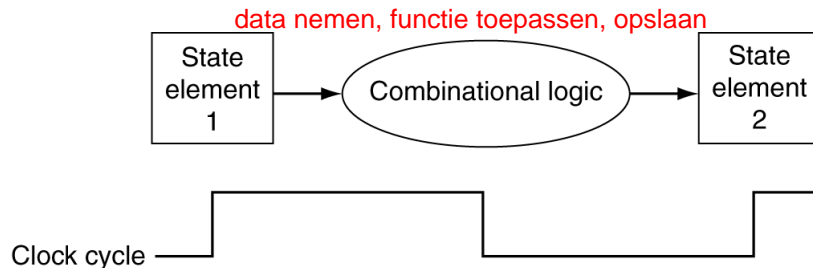 data nemen, functie toepassen, opslaan
State
element
1
Combinational logic
State
element
2
Clock cycle